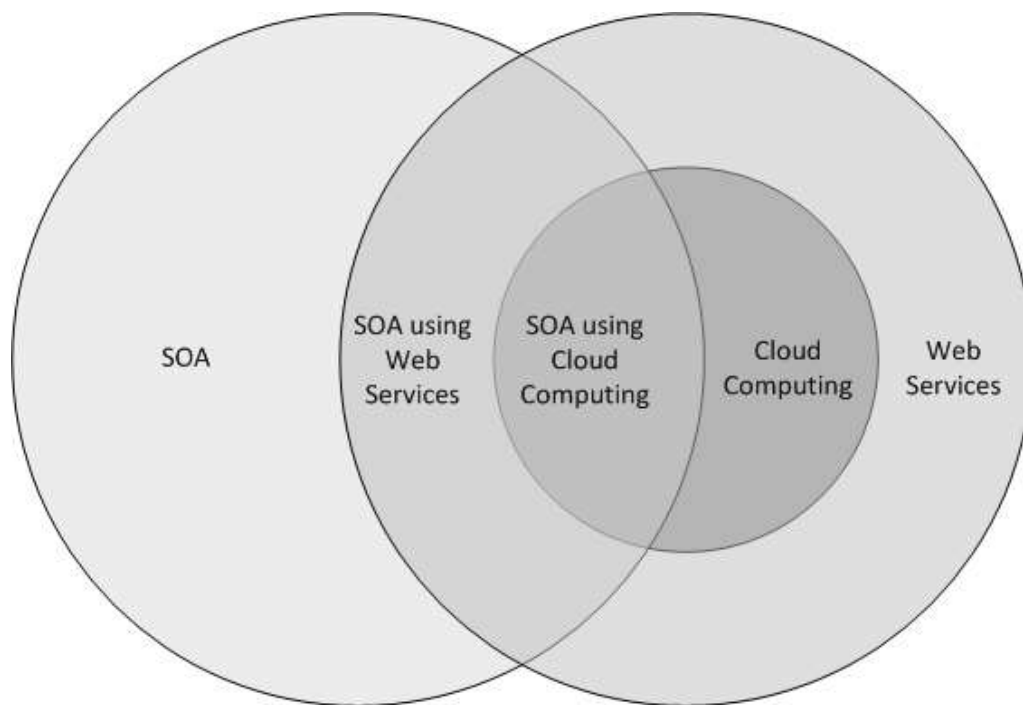 SOA
SOA using
Web
Services
SOA using
Cloud
Computing
Cloud
Computing
Web
Services